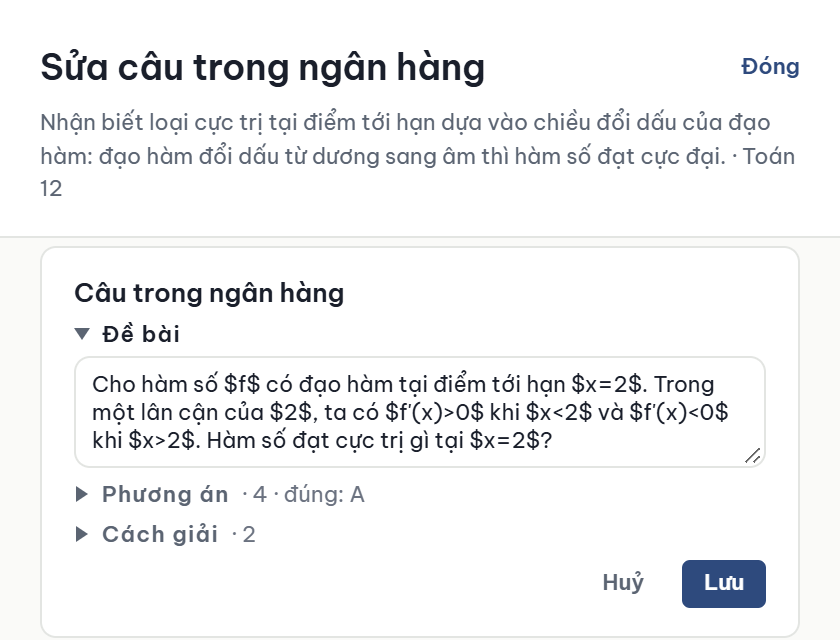 Sửa câu trong ngân hàng
Đóng
Nhận biết loại cực trị tại điểm tới hạn dựa vào chiều đổi dấu của đạo
hàm: đạo hàm đổi dấu từ dương sang âm thì hàm số đạt cực đại. · Toán
12
Câu trong ngân hàng
▼ Đề bài
Cho hàm số $f$ có đạo hàm tại điểm tới hạn $x=2$. Trong
một lân cận của $2$, ta có $f'(x)>0$ khi $x<2$ và $f'(x)<0$
khi $x>2$. Hàm số đạt cực trị gì tại $x=2$?
▶ Phương án · 4 · đúng: A
▶ Cách giải · 2
Huỷ
Lưu